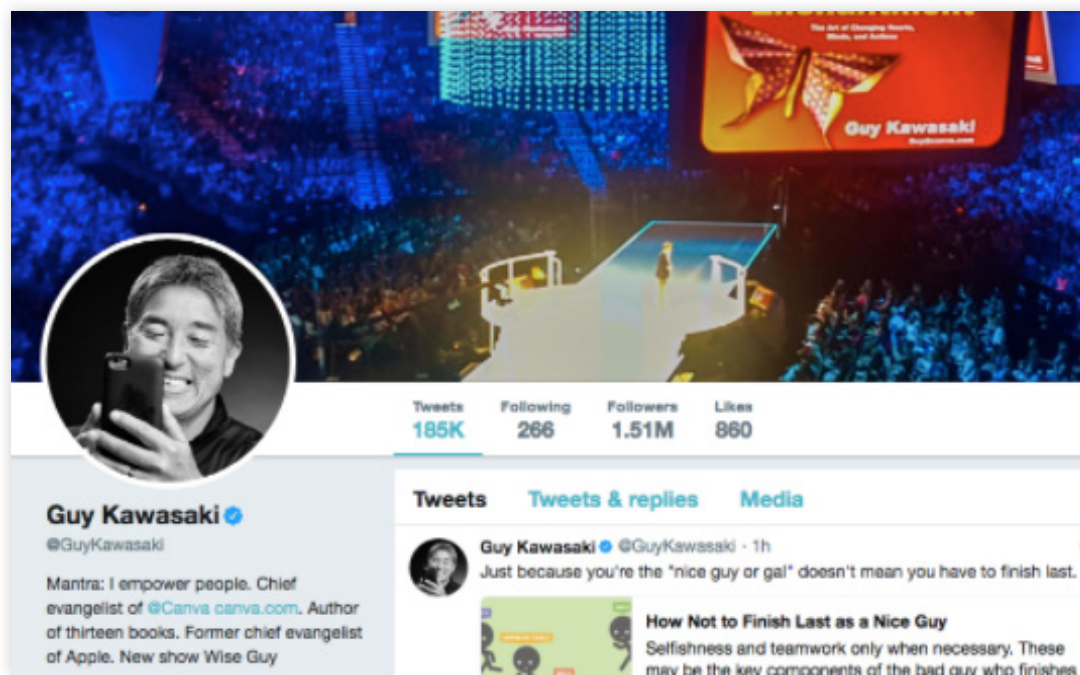 Enchantment
The Art of Changing Hearts,
Minds, and Actions
Guy Kawasaki
Tweets
185K
Following
266
Followers
1.51M
Likes
860
Guy Kawasaki
@GuyKawasaki
Mantra: I empower people. Chief
evangelist of @Canva canva.com. Author
of thirteen books. Former chief evangelist
of Apple. New show Wise Guy
Tweets Tweets & replies Media
Guy Kawasaki @GuyKawasaki · 1h
Just because you're the "nice guy or gal" doesn't mean you have to finish last.
How Not to Finish Last as a Nice Guy
Selfishness and teamwork only when necessary. These
may be the key components of the bad guy who finishes